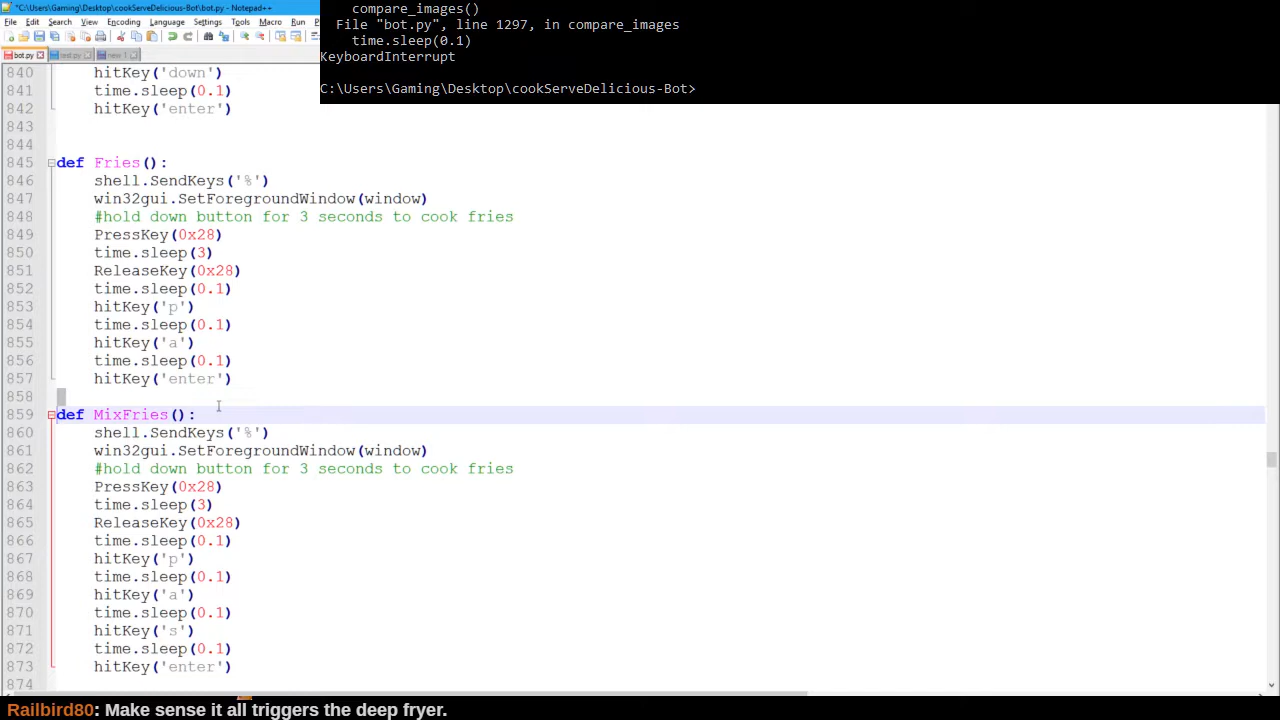 *"C:\Users\Gaming\Desktop\cookServeDelicious-Bot\bot.py" - Notepad++
File Edit Search View Encoding Language Settings Tools Macro Run
bot.py test.py new 1
compare_images()
File "bot.py", line 1297, in compare_images
time.sleep(0.1)
KeyboardInterrupt
C:\Users\Gaming\Desktop\cookServeDelicious-Bot>
840 hitKey('down')
841 time.sleep(0.1)
842 hitKey('enter')
843
844
845 def Fries():
846 shell.SendKeys('%')
847 win32gui.SetForegroundWindow(window)
848 #hold down button for 3 seconds to cook fries
849 PressKey(0x28)
850 time.sleep(3)
851 ReleaseKey(0x28)
852 time.sleep(0.1)
853 hitKey('p')
854 time.sleep(0.1)
855 hitKey('a')
856 time.sleep(0.1)
857 hitKey('enter')
858
859 def MixFries():
860 shell.SendKeys('%')
861 win32gui.SetForegroundWindow(window)
862 #hold down button for 3 seconds to cook fries
863 PressKey(0x28)
864 time.sleep(3)
865 ReleaseKey(0x28)
866 time.sleep(0.1)
867 hitKey('p')
868 time.sleep(0.1)
869 hitKey('a')
870 time.sleep(0.1)
871 hitKey('s')
872 time.sleep(0.1)
873 hitKey('enter')
874
Railbird80: Make sense it all triggers the deep fryer.